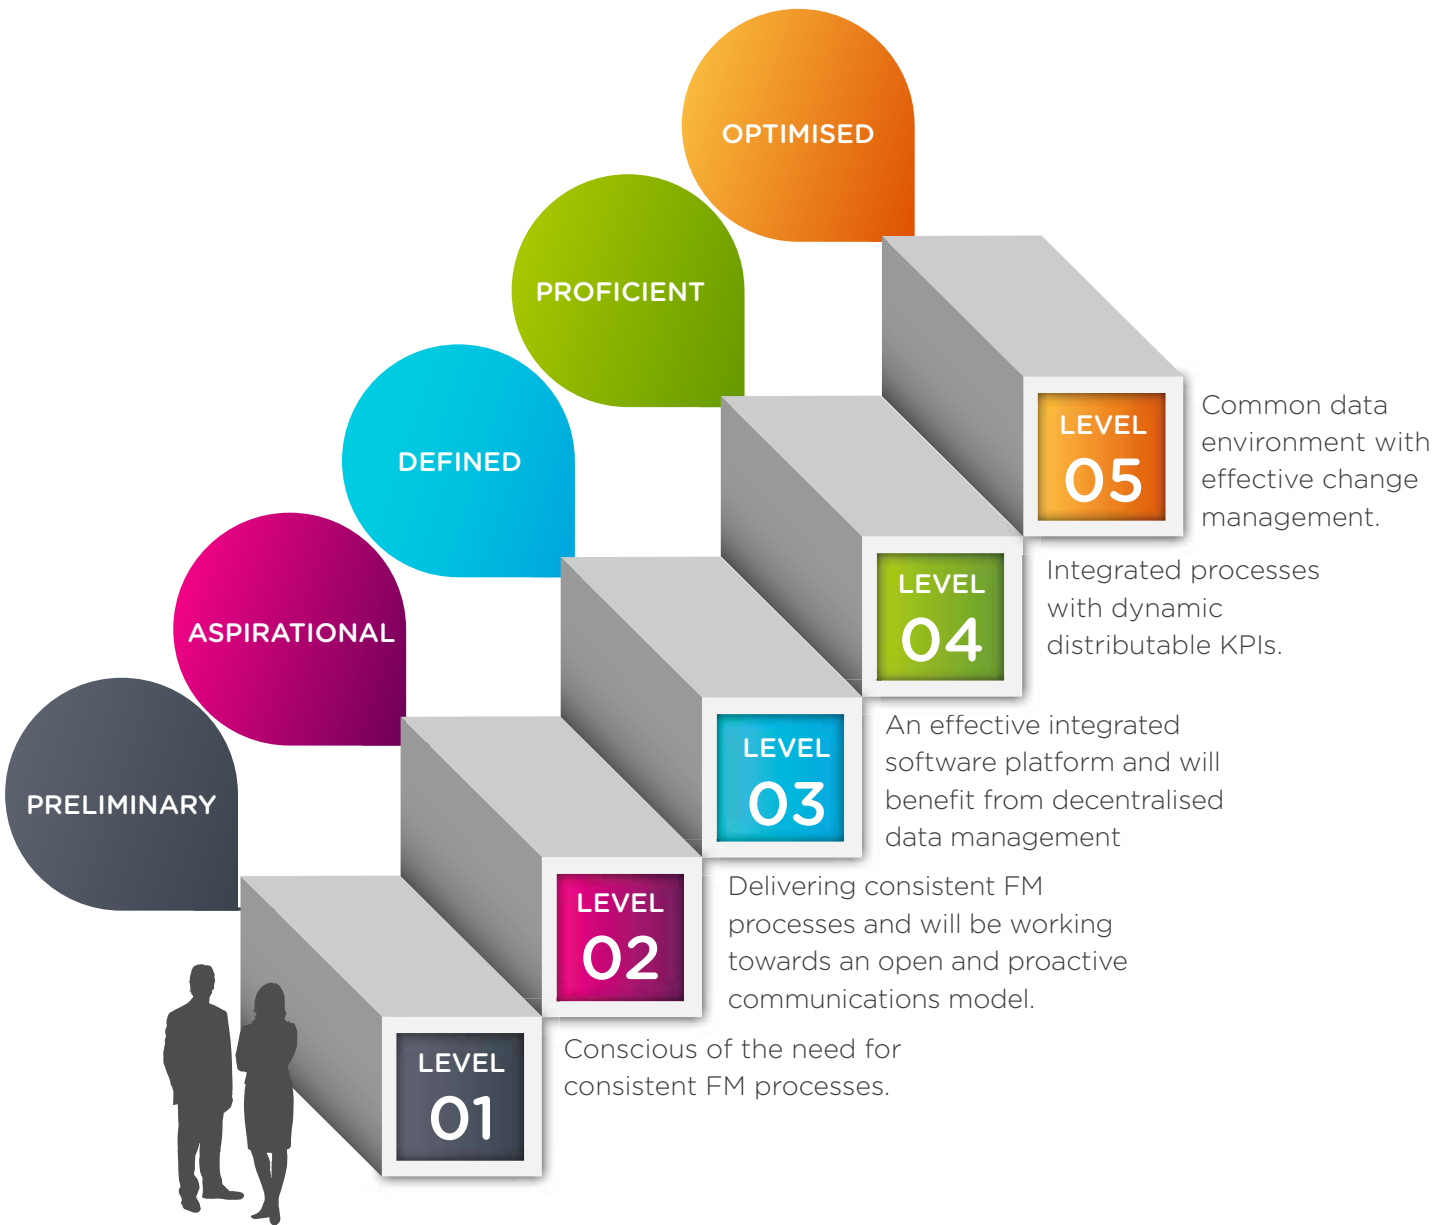 OPTIMISED
PROFICIENT
DEFINED
ASPIRATIONAL
PRELIMINARY
LEVEL
05
Common data
environment with
effective change
management.
LEVEL
04
Integrated processes
with dynamic
distributable KPIs.
LEVEL
03
An effective integrated
software platform and will
benefit from decentralised
data management
LEVEL
02
Delivering consistent FM
processes and will be working
towards an open and proactive
communications model.
LEVEL
01
Conscious of the need for
consistent FM processes.